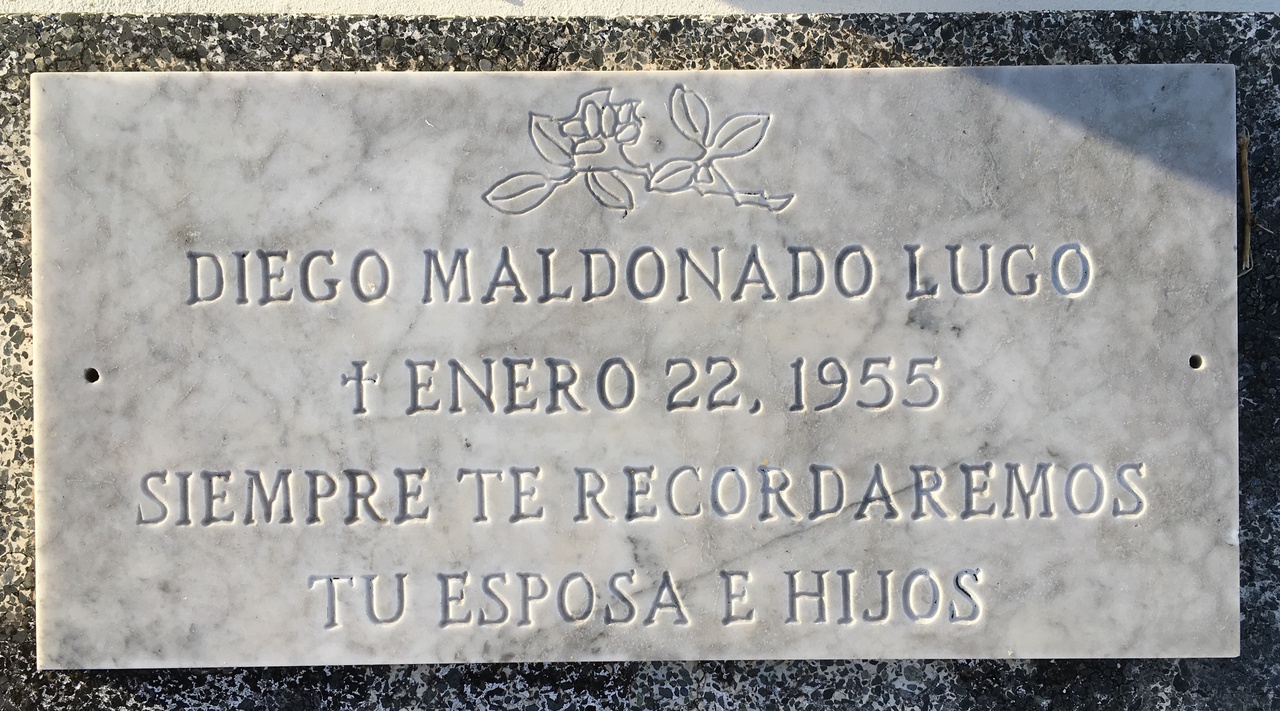 DIEGO MALDONADO LUGO
† ENERO 22, 1955
SIEMPRE TE RECORDAREMOS
TU ESPOSA E HIJOS